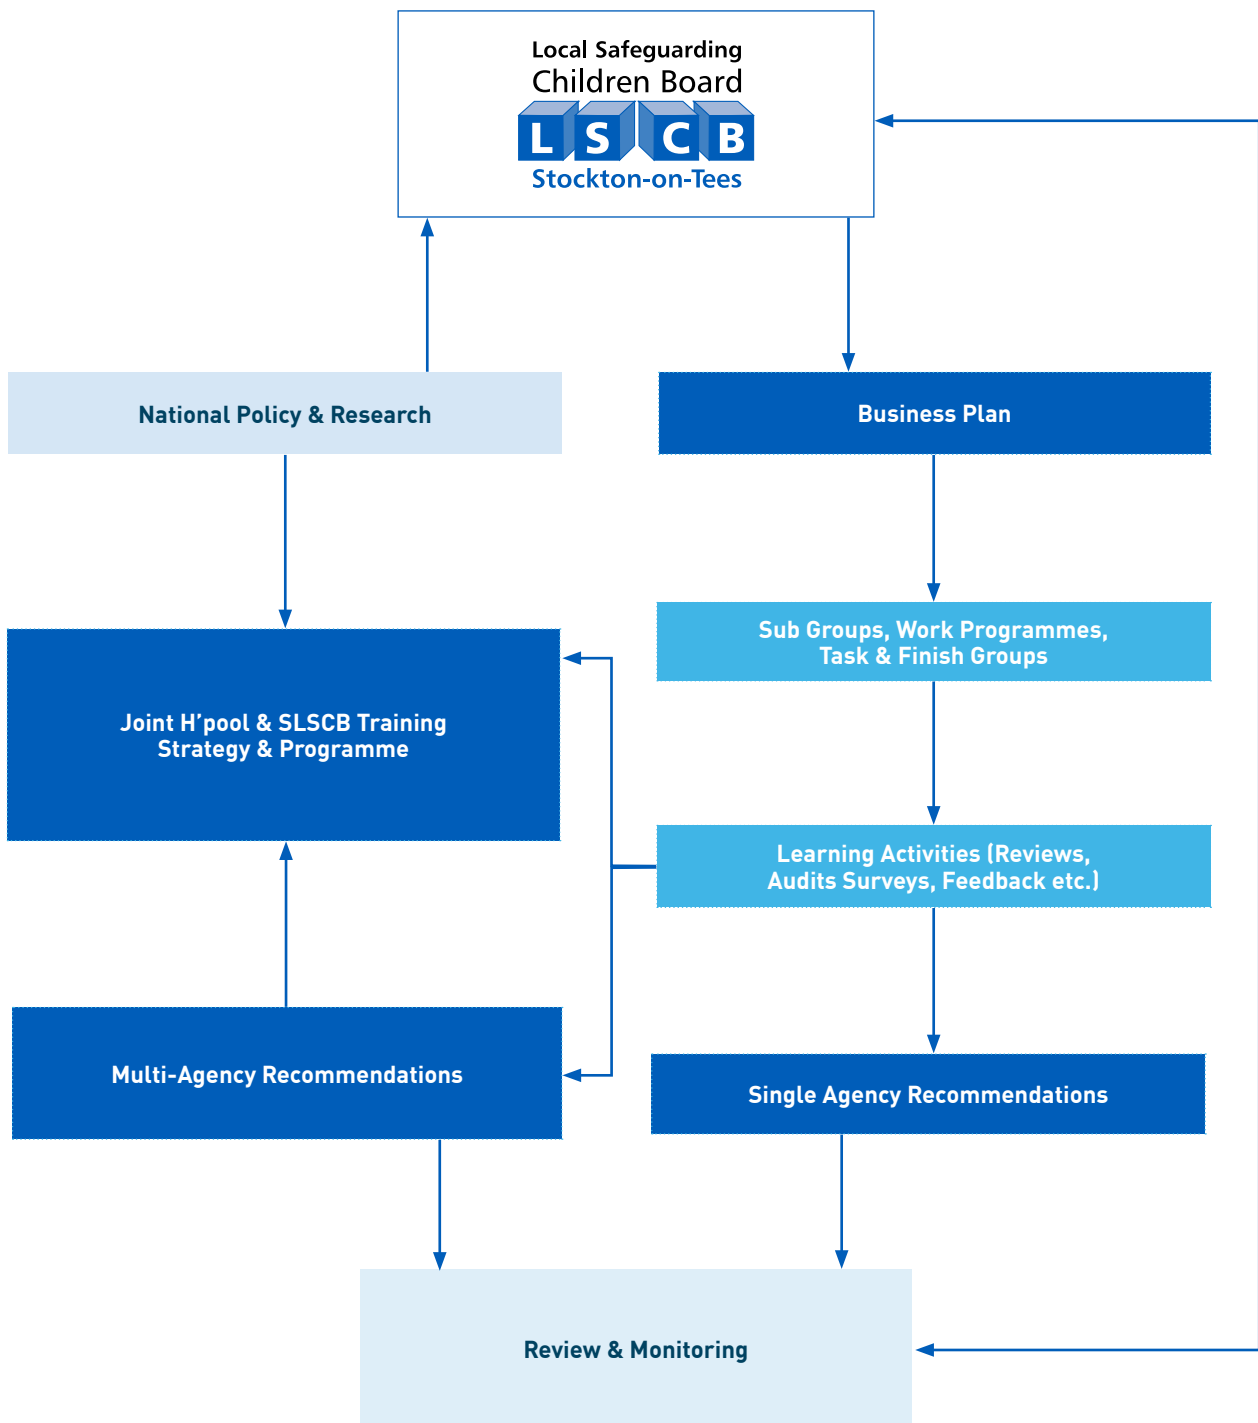 Local Safeguarding
Children Board
L S C B
Stockton-on-Tees
National Policy & Research
Business Plan
Sub Groups, Work Programmes,
Task & Finish Groups
Joint H’pool & SLSCB Training
Strategy & Programme
Learning Activities (Reviews,
Audits Surveys, Feedback etc.)
Multi-Agency Recommendations
Single Agency Recommendations
Review & Monitoring